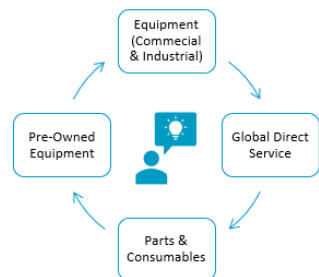 Equipment
(Commecial
& Industrial)
Global Direct
Service
Parts &
Consumables
Pre-Owned
Equipment